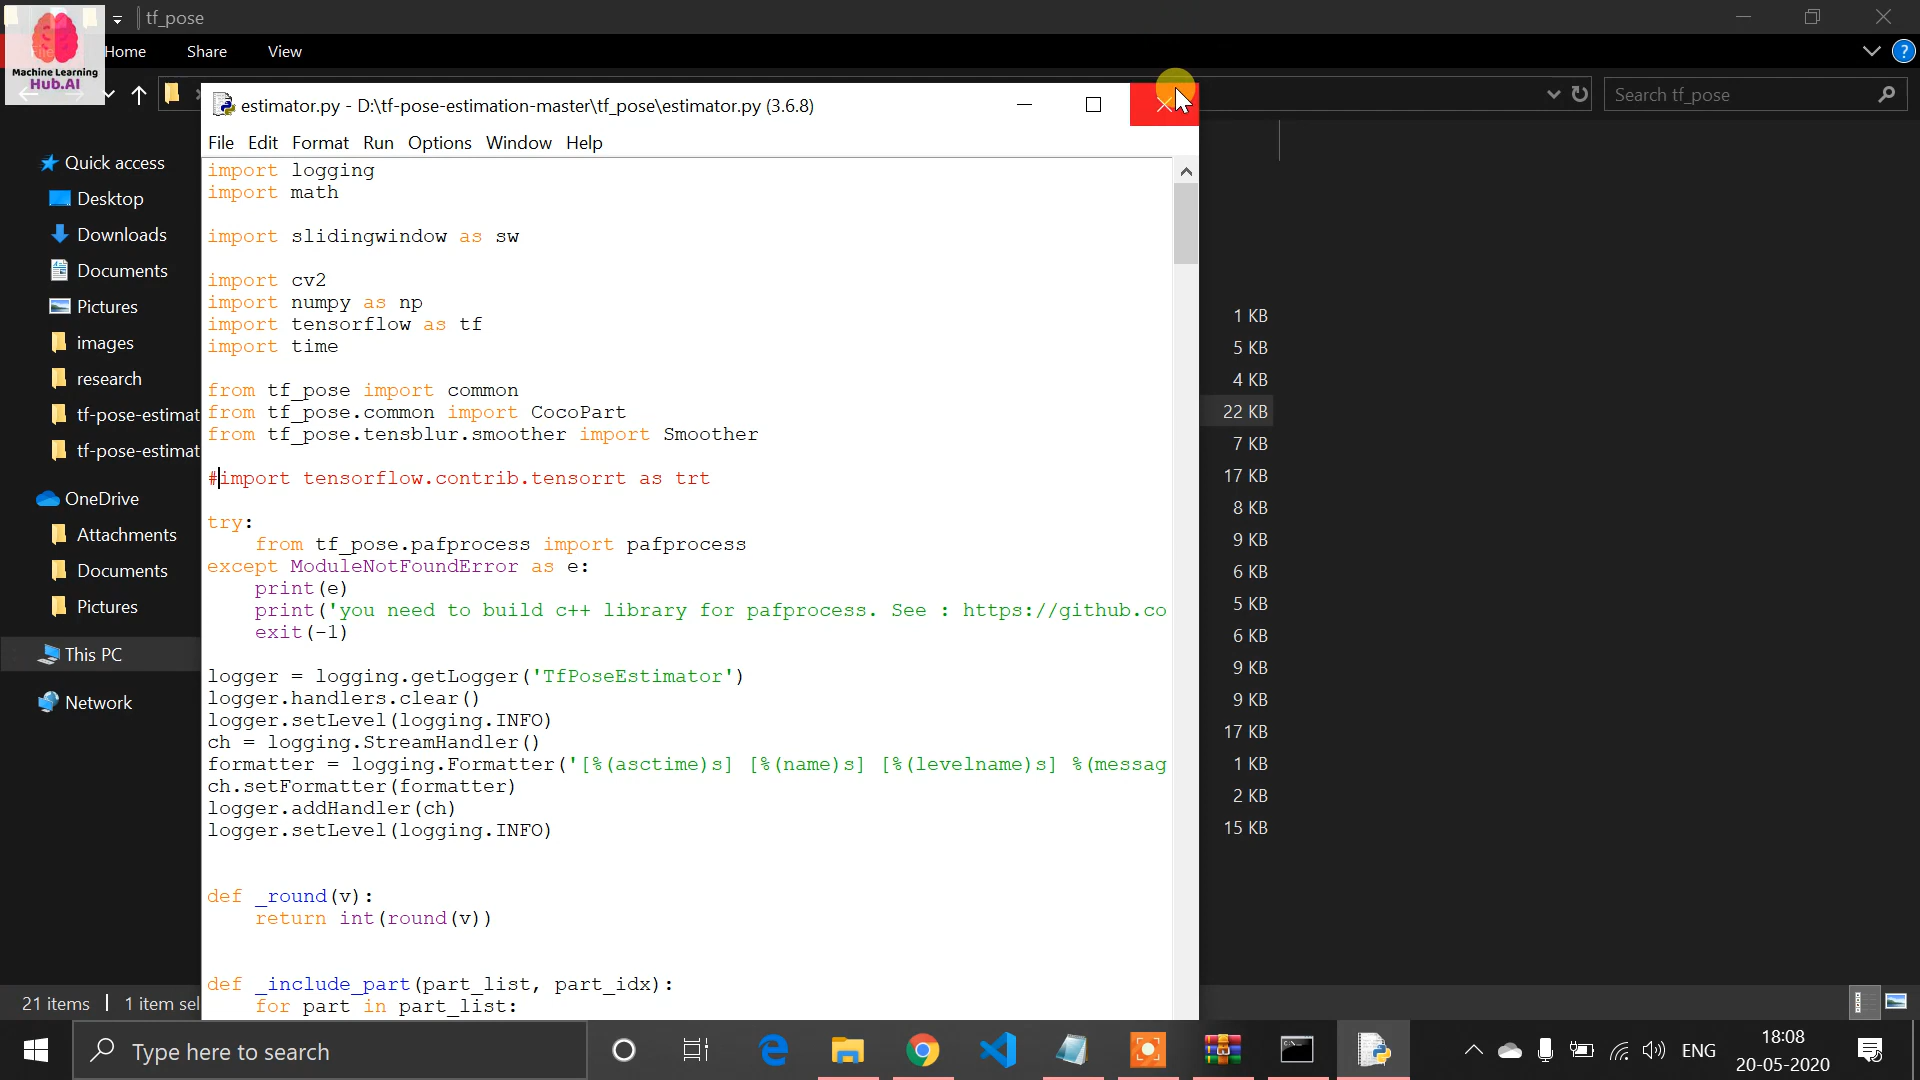 tf_pose
Home Share View
Machine Learning
Hub.AI
Search tf_pose
estimator.py - D:\tf-pose-estimation-master\tf_pose\estimator.py (3.6.8)
File Edit Format Run Options Window Help
Quick access
Desktop
Downloads
Documents
Pictures
images
research
tf-pose-estimat
tf-pose-estimat
OneDrive
Attachments
Documents
Pictures
This PC
Network
import logging
import math
import slidingwindow as sw
import cv2
import numpy as np
import tensorflow as tf
import time
from tf_pose import common
from tf_pose.common import CocoPart
from tf_pose.tensblur.smoother import Smoother
#import tensorflow.contrib.tensorrt as trt
try:
    from tf_pose.pafprocess import pafprocess
except ModuleNotFoundError as e:
    print(e)
    print('you need to build c++ library for pafprocess. See : https://github.co
    exit(-1)
logger = logging.getLogger('TfPoseEstimator')
logger.handlers.clear()
logger.setLevel(logging.INFO)
ch = logging.StreamHandler()
formatter = logging.Formatter('[%(asctime)s] [%(name)s] [%(levelname)s] %(messag
ch.setFormatter(formatter)
logger.addHandler(ch)
logger.setLevel(logging.INFO)
def _round(v):
    return int(round(v))
def _include_part(part_list, part_idx):
    for part in part_list:
1 KB
5 KB
4 KB
22 KB
7 KB
17 KB
8 KB
9 KB
6 KB
5 KB
6 KB
9 KB
9 KB
17 KB
1 KB
2 KB
15 KB
21 items 1 item sel
Type here to search
ENG
18:08
20-05-2020